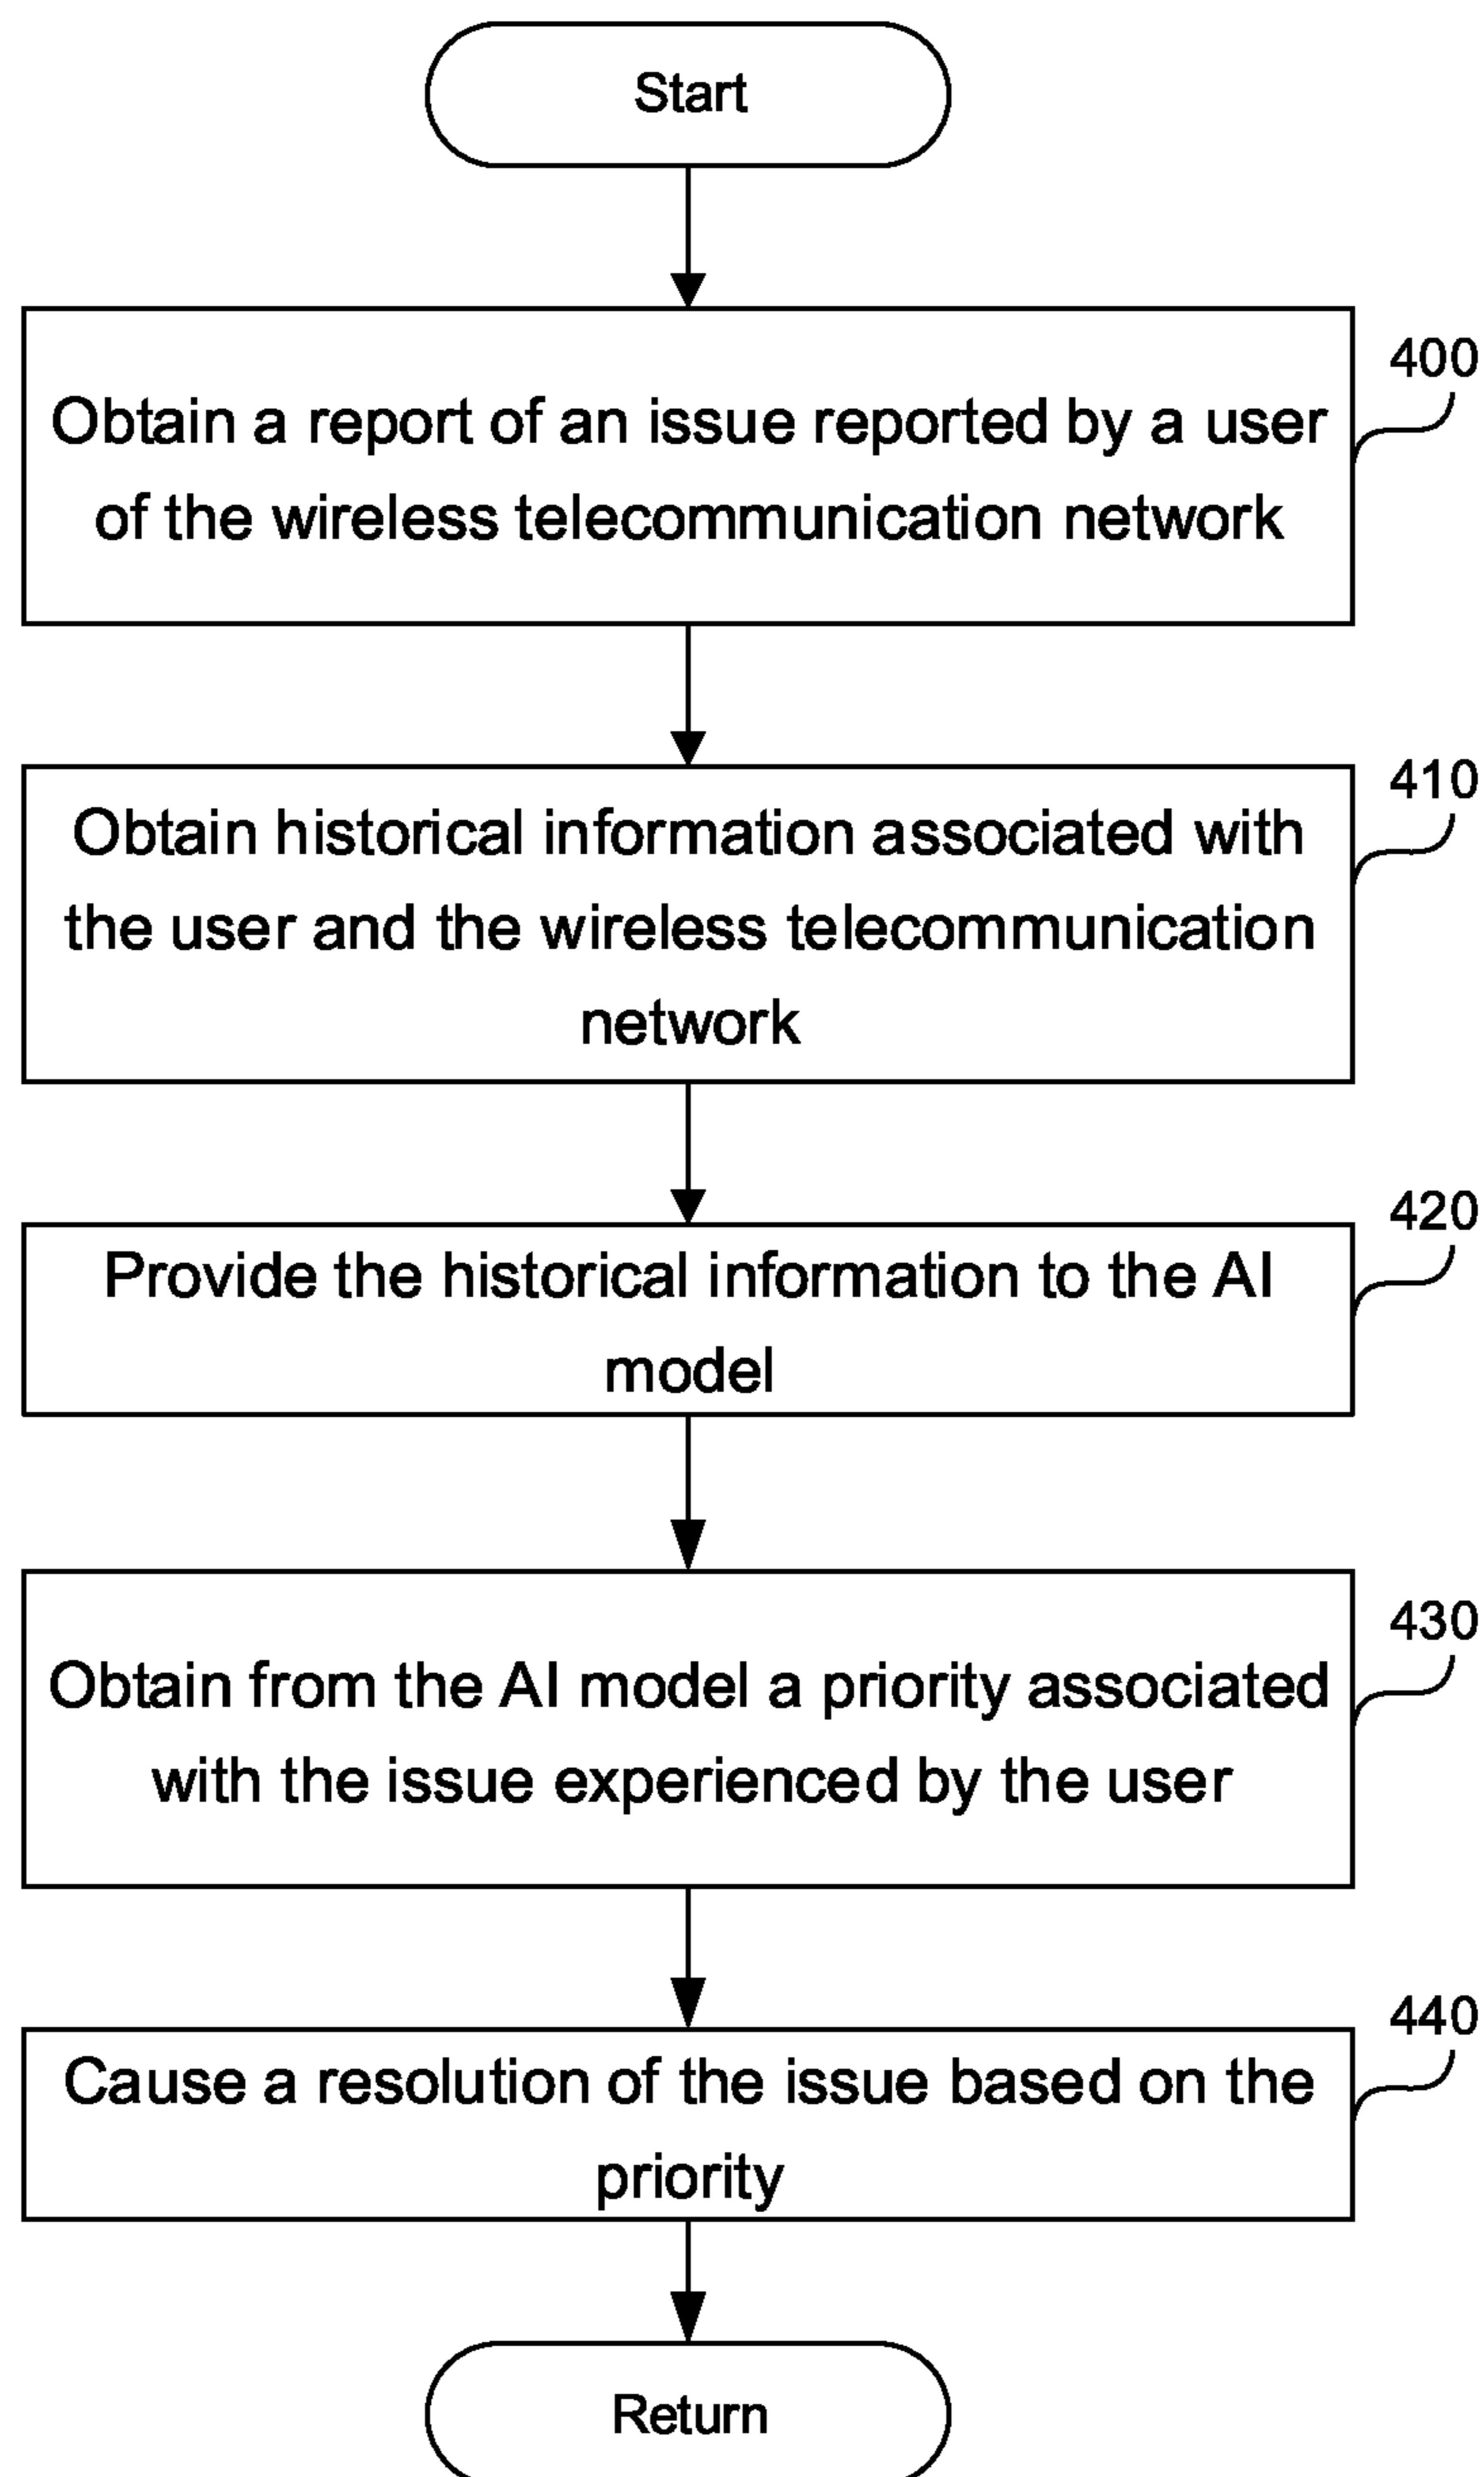 Start
400
Obtain a report of an issue reported by a user
of the wireless telecommunication network
410
Obtain historical information associated with
the user and the wireless telecommunication
network
420
Provide the historical information to the AI
model
430
Obtain from the AI model a priority associated
with the issue experienced by the user
440
Cause a resolution of the issue based on the
priority
Return